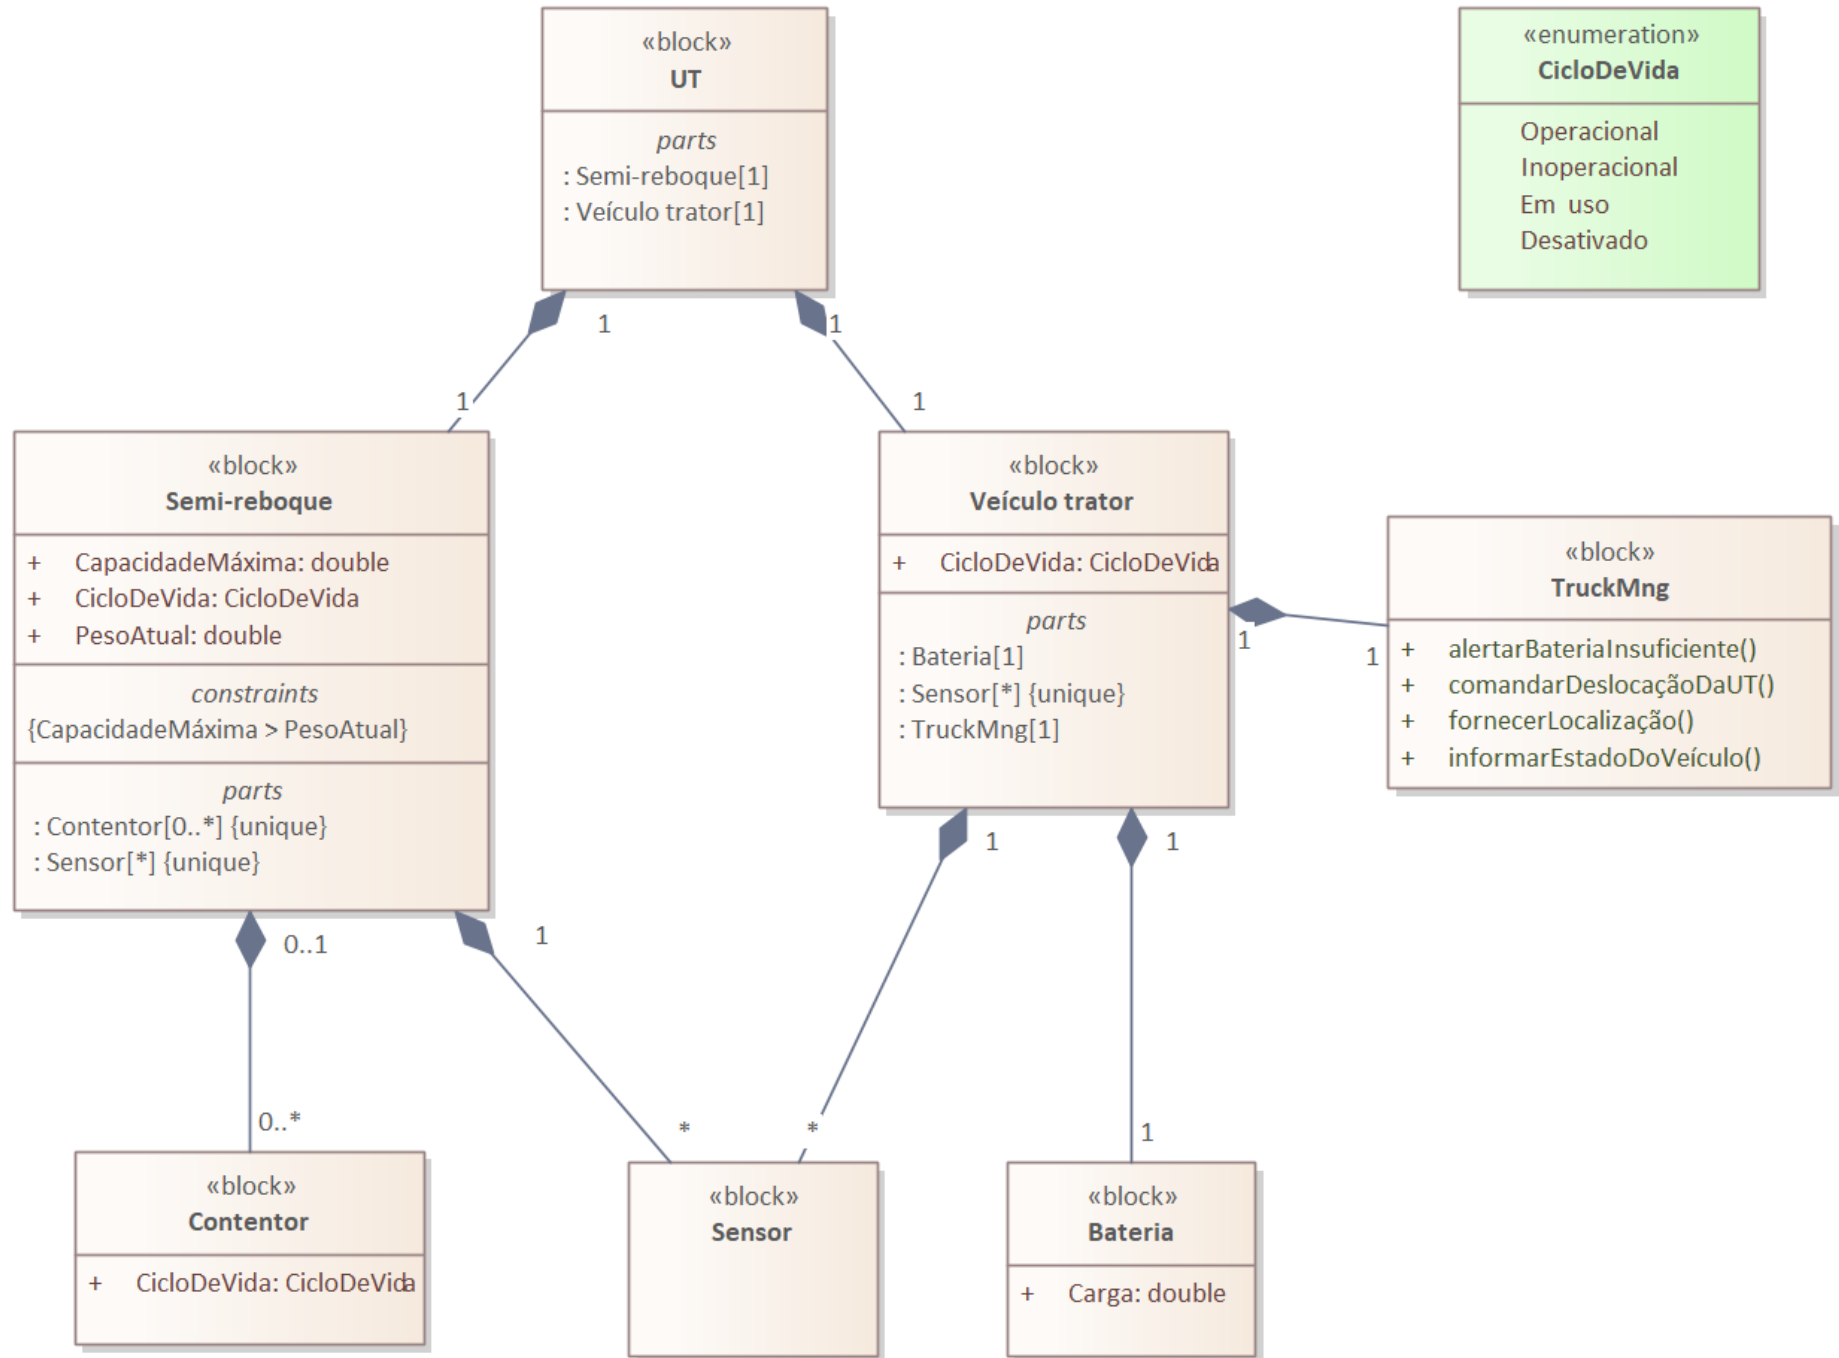 «block»
UT
parts
: Semi-reboque[1]
: Veículo trator[1]
«enumeration»
CicloDeVida
Operacional
Inoperacional
Em  uso
Desativado
1
1
1
1
«block»
Semi-reboque
+ CapacidadeMáxima: double
+ CicloDeVida: CicloDeVida
+ PesoAtual: double
constraints
{CapacidadeMáxima > PesoAtual}
parts
: Contentor[0..*] {unique}
: Sensor[*] {unique}
«block»
Veículo trator
+ CicloDeVida: CicloDeVida
parts
: Bateria[1]
: Sensor[*] {unique}
: TruckMng[1]
1
1
«block»
TruckMng
+ alertarBateriaInsuficiente()
+ comandarDeslocaçãoDaUT()
+ fornecerLocalização()
+ informarEstadoDoVeículo()
0..1
1
1
1
0..*
*
*
1
«block»
Contentor
+ CicloDeVida: CicloDeVida
«block»
Sensor
«block»
Bateria
+ Carga: double